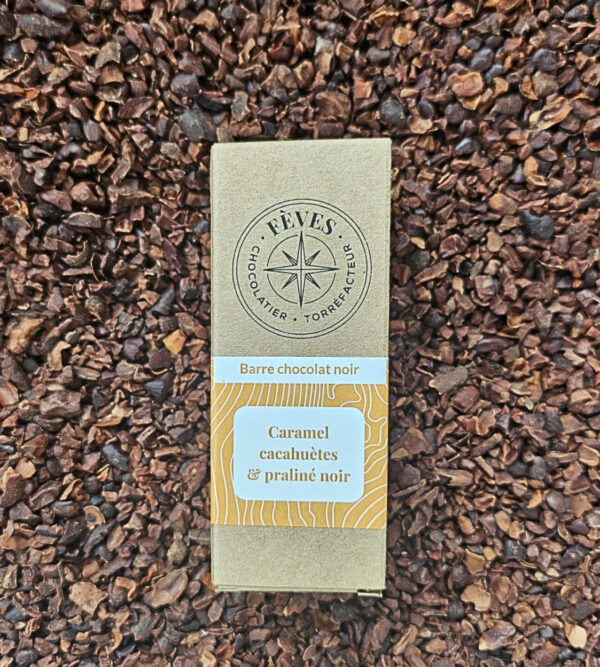 · FÈVES ·
CHOCOLATIER • TORRÉFACTEUR
Barre chocolat noir
Caramel
cacahuètes
& praliné noir